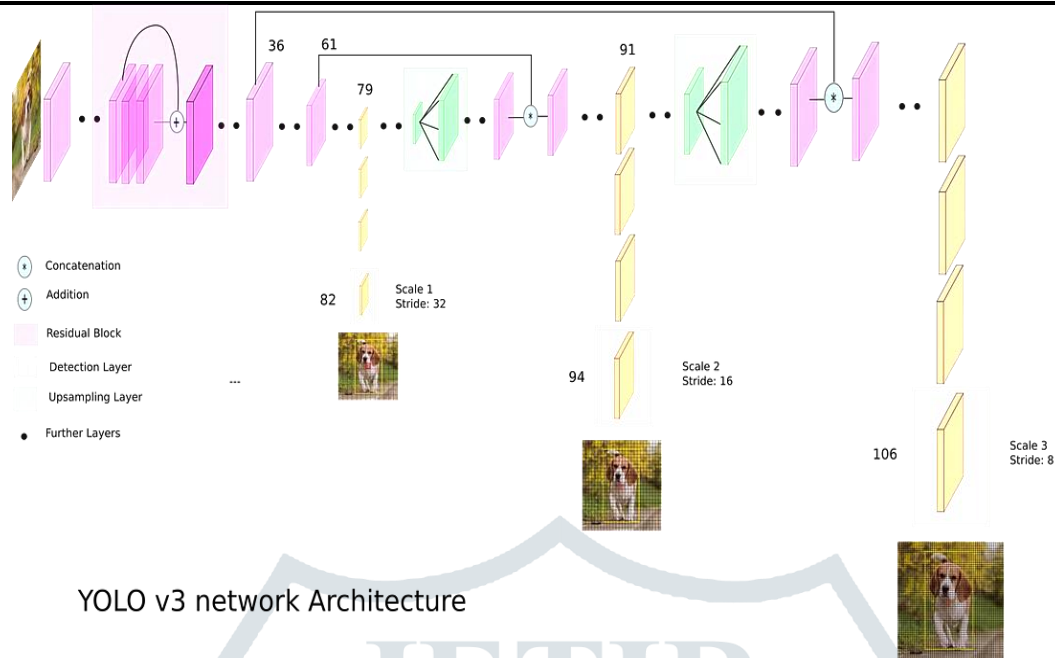 36
61
79
91
*
*
+
* Concatenation
+ Addition
Residual Block
Detection Layer
Upsampling Layer
Further Layers
---
82
Scale 1
Stride: 32
94
Scale 2
Stride: 16
106
Scale 3
Stride: 8
YOLO v3 network Architecture
JETIR